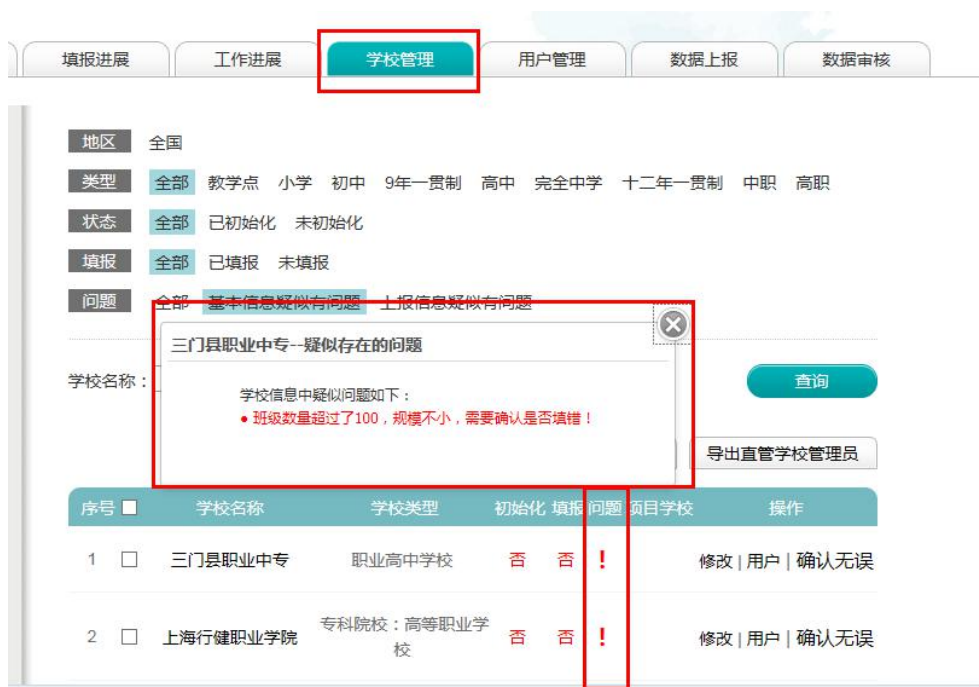 填报进展 工作进展 学校管理 用户管理 数据上报 数据审核
地区 全国
类型 全部 教学点 小学 初中 9年一贯制 高中 完全中学 十二年一贯制 中职 高职
状态 全部 已初始化 未初始化
填报 全部 已填报 未填报
问题 全部 基本信息疑似有问题 上报信息疑似有问题
三门县职业中专--疑似存在的问题
学校名称： 查询
学校信息中疑似问题如下：
• 班级数量超过了100，规模不小，需要确认是否填错！
导出直管学校管理员
序号 学校名称 学校类型 初始化 填报 问题 项目学校 操作
1 三门县职业中专 职业高中学校 否 否 ! 修改 | 用户 | 确认无误
2 上海行健职业学院 专科院校：高等职业学校 否 否 ! 修改 | 用户 | 确认无误